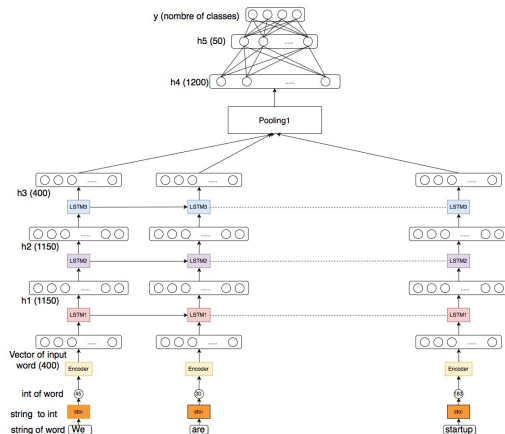 y (nombre de classes)
h5 (50)
.....
h4 (1200)
.....
Pooling1
h3 (400)
..... ..... .....
LSTM3 LSTM3 LSTM3
h2 (1150)
..... ..... .....
LSTM2 LSTM2 LSTM2
h1 (1150)
..... ..... .....
LSTM1 LSTM1 LSTM1
..... ..... .....
Vector of input
word (400)
Encoder Encoder Encoder
int of word 45 30 183
string to int stoi stoi stoi
string of word We are startup